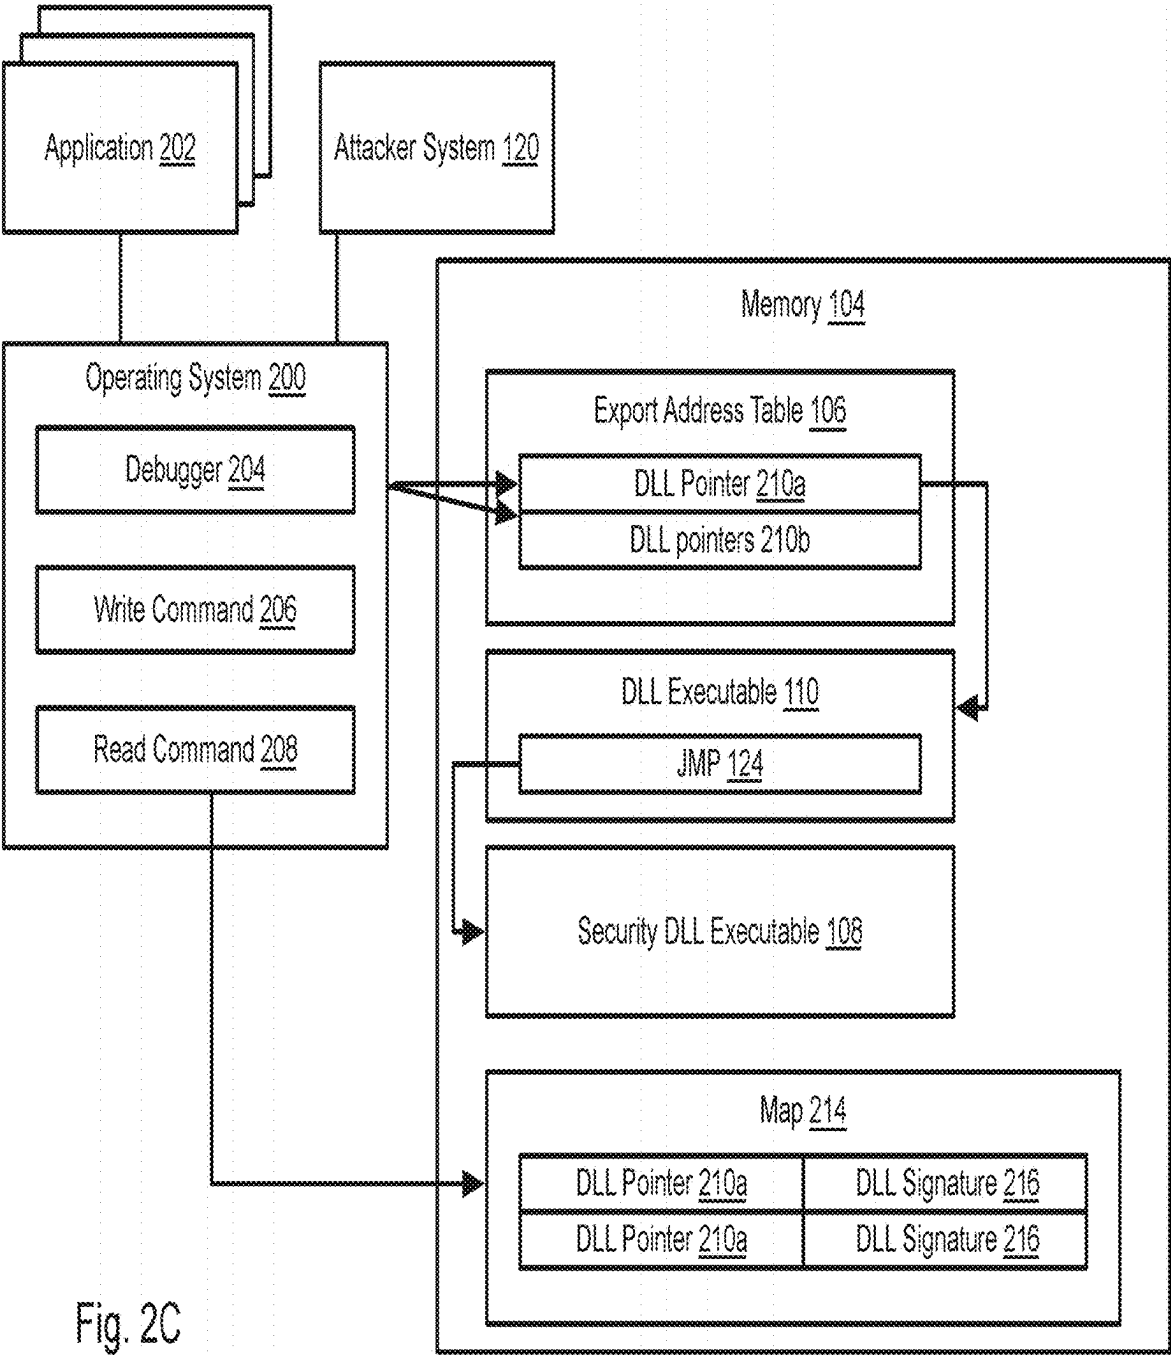 Application 202
Attacker System 120
Memory 104
Operating System 200
Export Address Table 106
Debugger 204
DLL Pointer 210a
DLL pointers 210b
Write Command 206
DLL Executable 110
Read Command 208
JMP 124
Security DLL Executable 108
Map 214
DLL Pointer 210a DLL Signature 216
DLL Pointer 210a DLL Signature 216
Fig. 2C